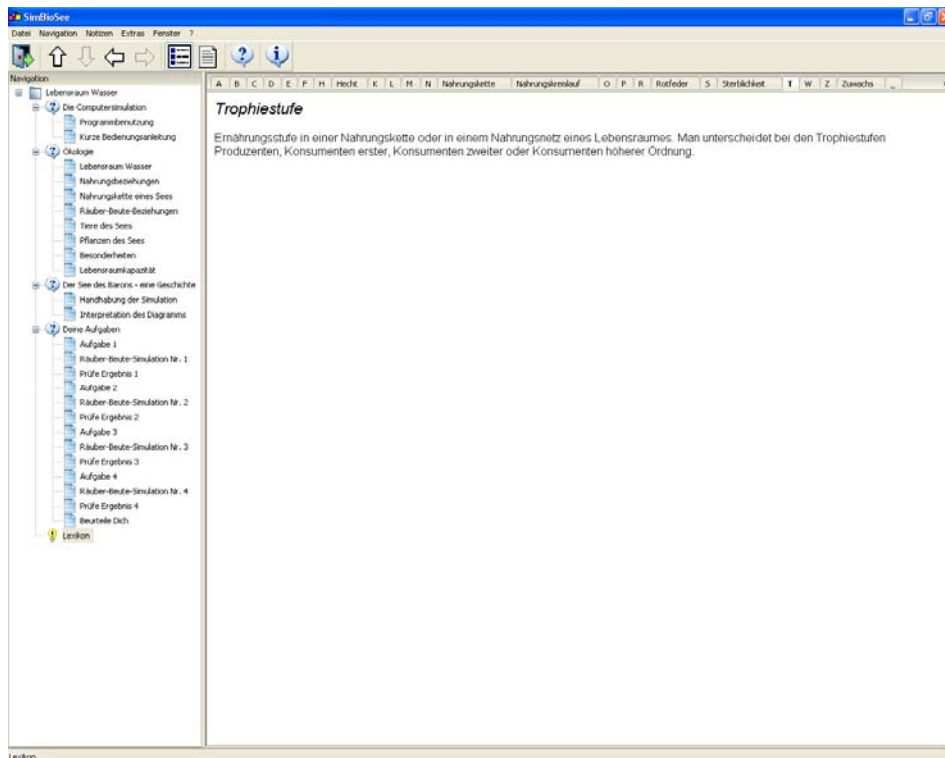 SimBioSee
Datei Navigation Notizen Extras Fenster ?
Navigation
A B C D E F H Hecht K L M N Nahrungskette Nahrungskreislauf O P R Rotfeder S Sterblichkeit T W Z Zuwachs _
Lebensraum Wasser
Die Computersimulation
Programmbenutzung
Kurze Bedienungsanleitung
Ökologie
Lebensraum Wasser
Nahrungsbeziehungen
Nahrungskette eines Sees
Räuber-Beute-Beziehungen
Tiere des Sees
Pflanzen des Sees
Besonderheiten
Lebensraumkapazität
Der See des Barons - eine Geschichte
Handhabung der Simulation
Interpretation des Diagramms
Deine Aufgaben
Aufgabe 1
Räuber-Beute-Simulation Nr. 1
Prüfe Ergebnis 1
Aufgabe 2
Räuber-Beute-Simulation Nr. 2
Prüfe Ergebnis 2
Aufgabe 3
Räuber-Beute-Simulation Nr. 3
Prüfe Ergebnis 3
Aufgabe 4
Räuber-Beute-Simulation Nr. 4
Prüfe Ergebnis 4
Beurteile Dich
Lexikon
Trophiestufe
Ernährungsstufe in einer Nahrungskette oder in einem Nahrungsnetz eines Lebensraumes. Man unterscheidet bei den Trophiestufen
Produzenten, Konsumenten erster, Konsumenten zweiter oder Konsumenten höherer Ordnung.
Lexikon